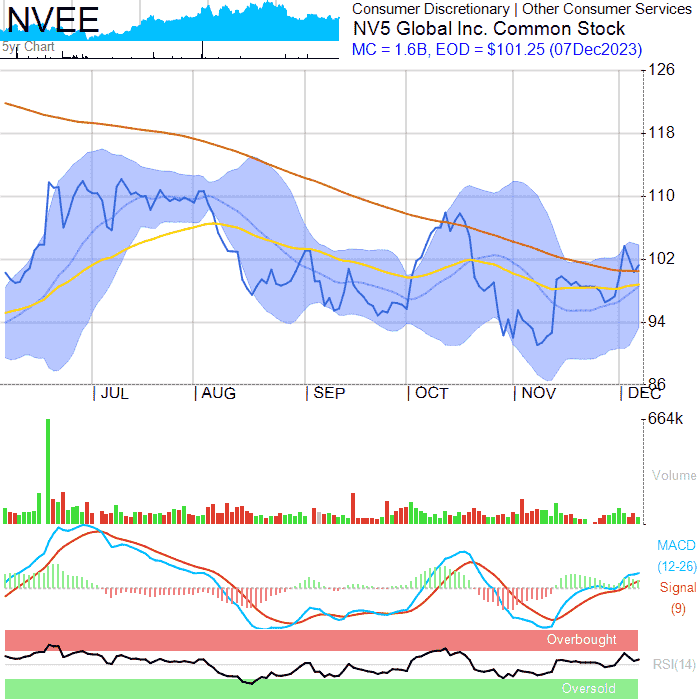 NVEE
Consumer Discretionary | Other Consumer Services
NV5 Global Inc. Common Stock
MC = 1.6B, EOD = $101.25 (07Dec2023)
5yr Chart
126
118
110
102
94
86
JUL AUG SEP OCT NOV DEC
664k
Volume
MACD
(12-26)
Signal
(9)
Overbought
RSI(14)
Oversold